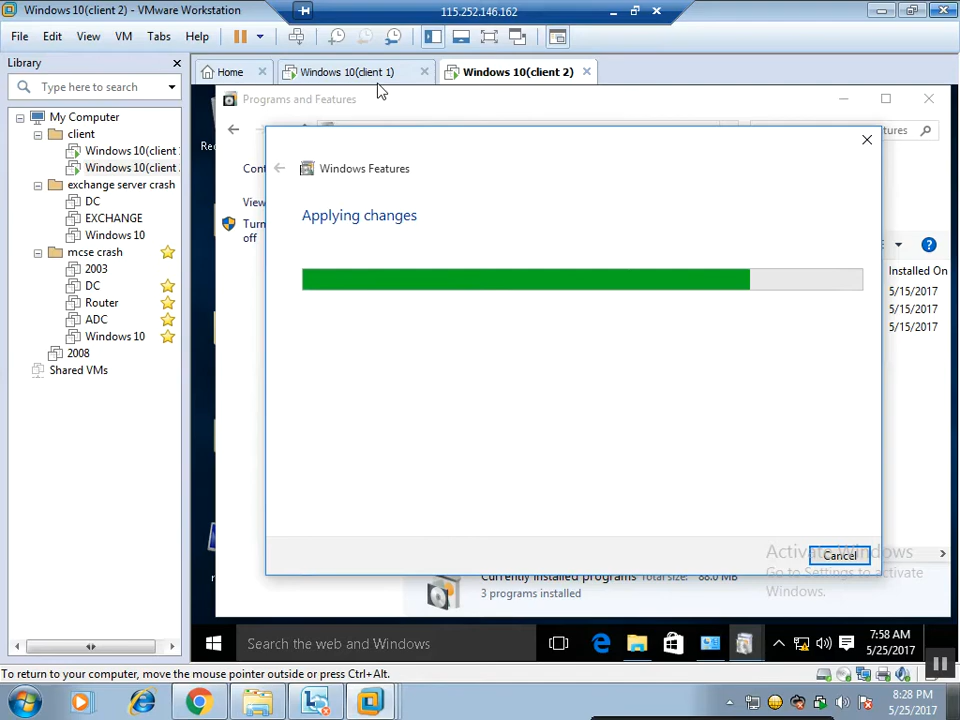 Windows 10(client 2) - VMware Workstation
115.252.146.162
File Edit View VM Tabs Help
Library
Type here to search
My Computer
client
Windows 10(client
Windows 10(client
exchange server crash
DC
EXCHANGE
Windows 10
mcse crash
2003
DC
Router
ADC
Windows 10
2008
Shared VMs
Home
Windows 10(client 1)
Windows 10(client 2)
Programs and Features
tures
Windows Features
Applying changes
Cont
View
Turn
off
Rec
Installed On
5/15/2017
5/15/2017
5/15/2017
Cancel
Activate Windows
Go to Settings to activate
Windows.
Currently installed programs Total size: 88.0 MB
3 programs installed
Search the web and Windows
7:58 AM
5/25/2017
To return to your computer, move the mouse pointer outside or press Ctrl+Alt.
8:28 PM
5/25/2017